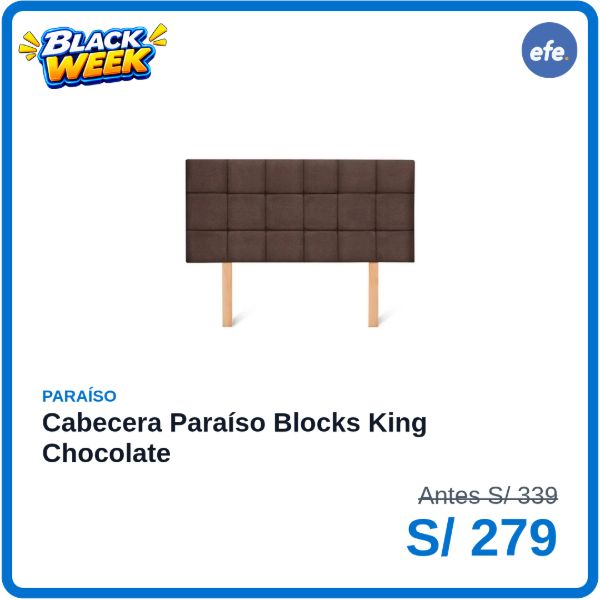 BLACK
WEEK
efe.
PARAÍSO
Cabecera Paraíso Blocks King
Chocolate
Antes S/ 339
S/ 279